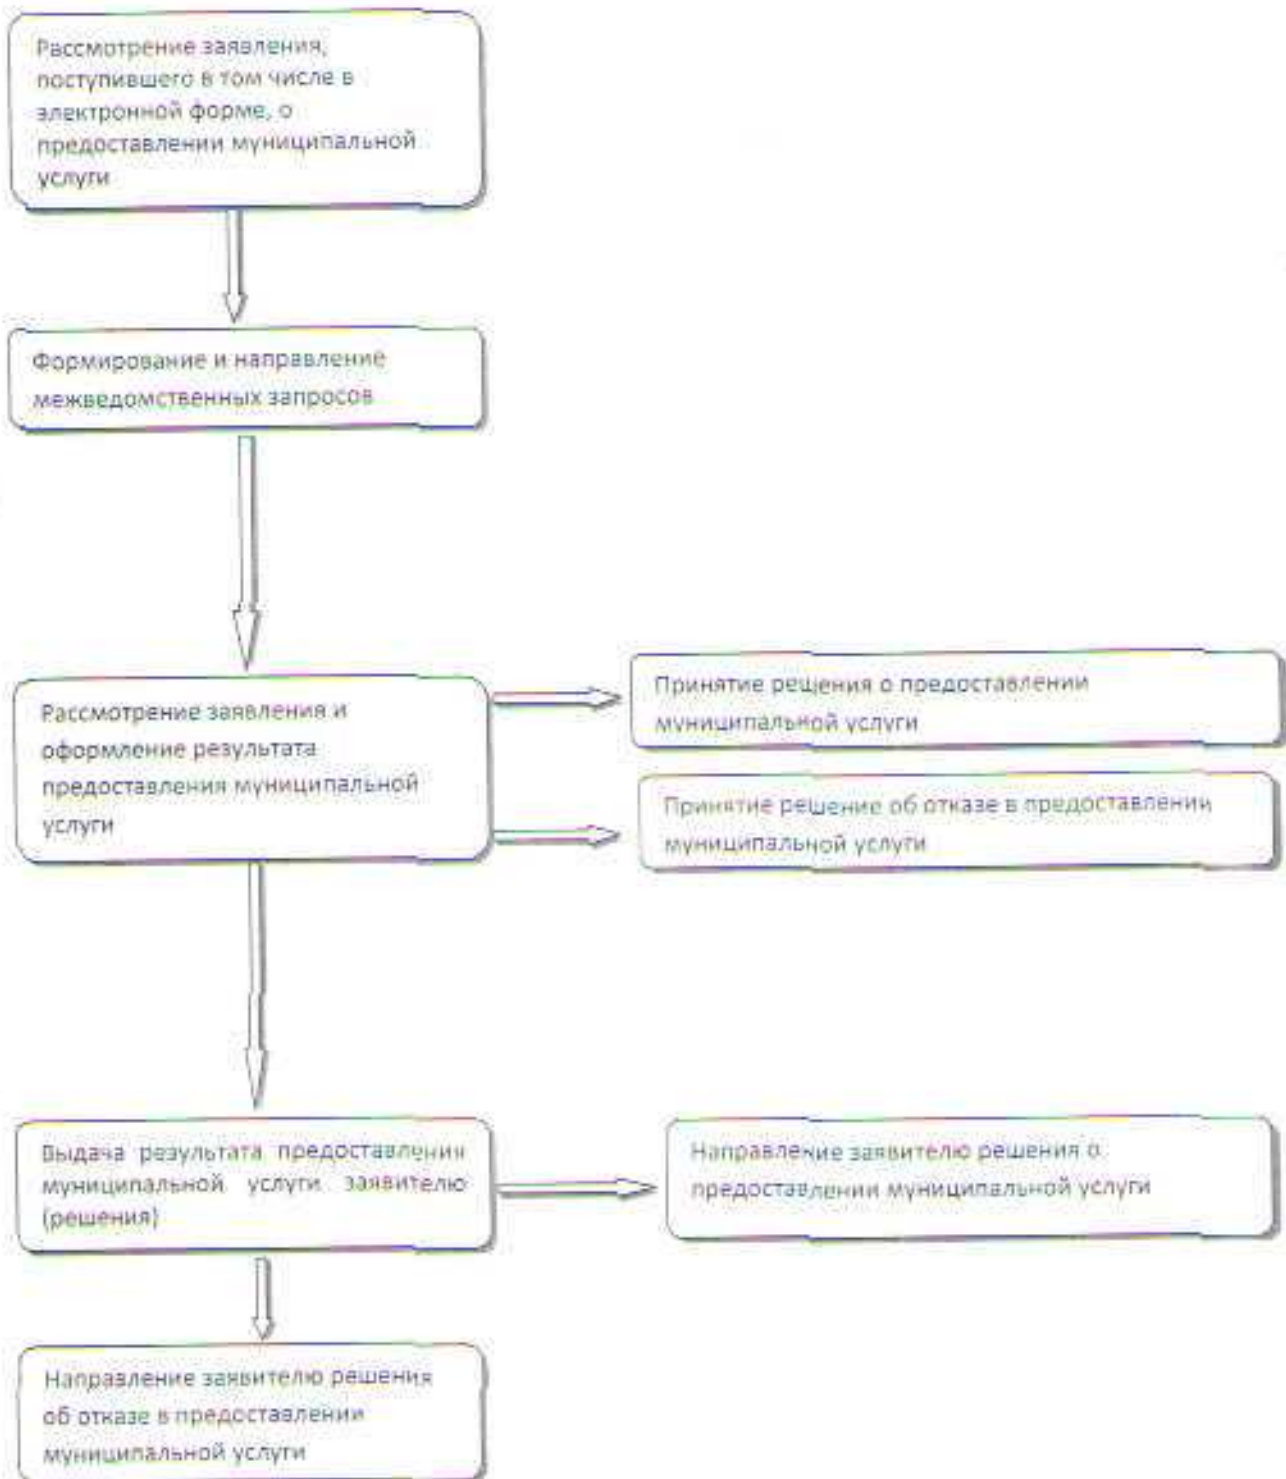 Рассмотрение заявления,
поступившего в том числе в
электронной форме, о
предоставлении муниципальной
услуги
Формирование и направление
межведомственных запросов
Рассмотрение заявления и
оформление результата
предоставления муниципальной
услуги
Принятие решения о предоставлении
муниципальной услуги
Принятие решение об отказе в предоставлении
муниципальной услуги
Выдача результата предоставления
муниципальной услуги заявителю
(решения)
Направление заявителю решения о
предоставлении муниципальной услуги
Направление заявителю решения
об отказе в предоставлении
муниципальной услуги